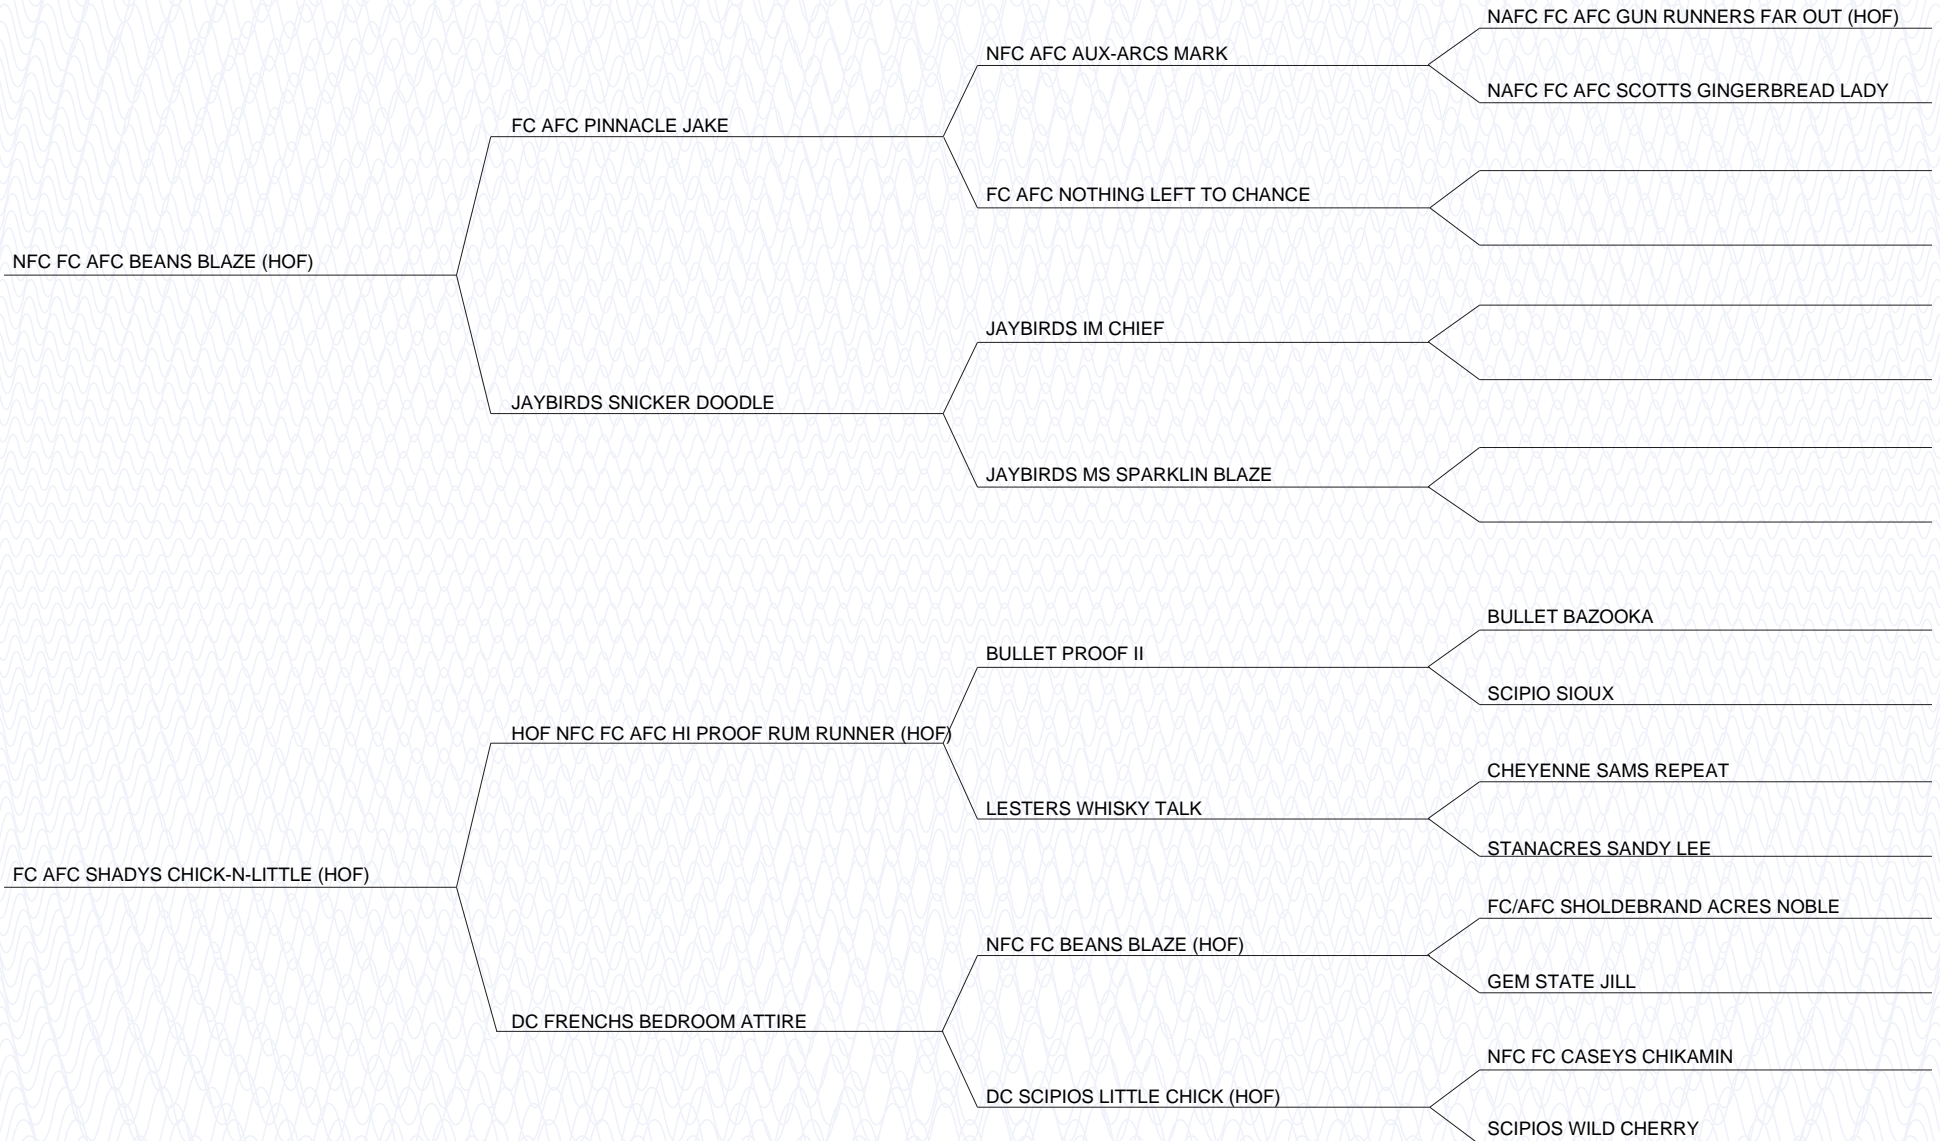 NAFC FC AFC GUN RUNNERS FAR OUT (HOF)
NFC AFC AUX-ARCS MARK
NAFC FC AFC SCOTTS GINGERBREAD LADY
FC AFC PINNACLE JAKE
FC AFC NOTHING LEFT TO CHANCE
NFC FC AFC BEANS BLAZE (HOF)
JAYBIRDS IM CHIEF
JAYBIRDS SNICKER DOODLE
JAYBIRDS MS SPARKLIN BLAZE
BULLET BAZOOKA
BULLET PROOF II
SCIPIO SIOUX
HOF NFC FC AFC HI PROOF RUM RUNNER (HOF)
CHEYENNE SAMS REPEAT
LESTERS WHISKY TALK
STANACRES SANDY LEE
FC AFC SHADYS CHICK-N-LITTLE (HOF)
FC/AFC SHOLDEBRAND ACRES NOBLE
NFC FC BEANS BLAZE (HOF)
GEM STATE JILL
DC FRENCHS BEDROOM ATTIRE
NFC FC CASEYS CHIKAMIN
DC SCIPIOS LITTLE CHICK (HOF)
SCIPIOS WILD CHERRY